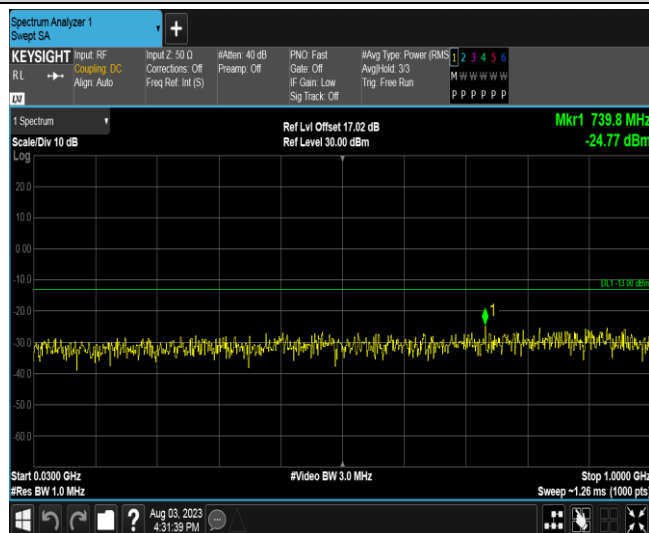 Spectrum Analyzer 1
Swept SA
+
KEYSIGHT Input: RF Input Z: 50 Ω #Atten: 40 dB PNO: Fast #Avg Type: Power (RMS 1 2 3 4 5 6
RL Coupling: DC Corrections: Off Preamp: Off Gate: Off Avg|Hold: 3/3 M W W W W W
Align: Auto Freq Ref: Int (S) IF Gain: Low Trig: Free Run
LXI Sig Track: Off P P P P P P
1 Spectrum Ref Lvl Offset 17.02 dB Mkr1 739.8 MHz
Scale/Div 10 dB Ref Level 30.00 dBm -24.77 dBm
Log
20.0
10.0
0.00
-10.0
DL1 -13.00 dBm
-20.0
1
-30.0
-40.0
-50.0
-60.0
Start 0.0300 GHz #Video BW 3.0 MHz Stop 1.0000 GHz
#Res BW 1.0 MHz Sweep ~1.26 ms (1000 pts)
? Aug 03, 2023
4:31:39 PM